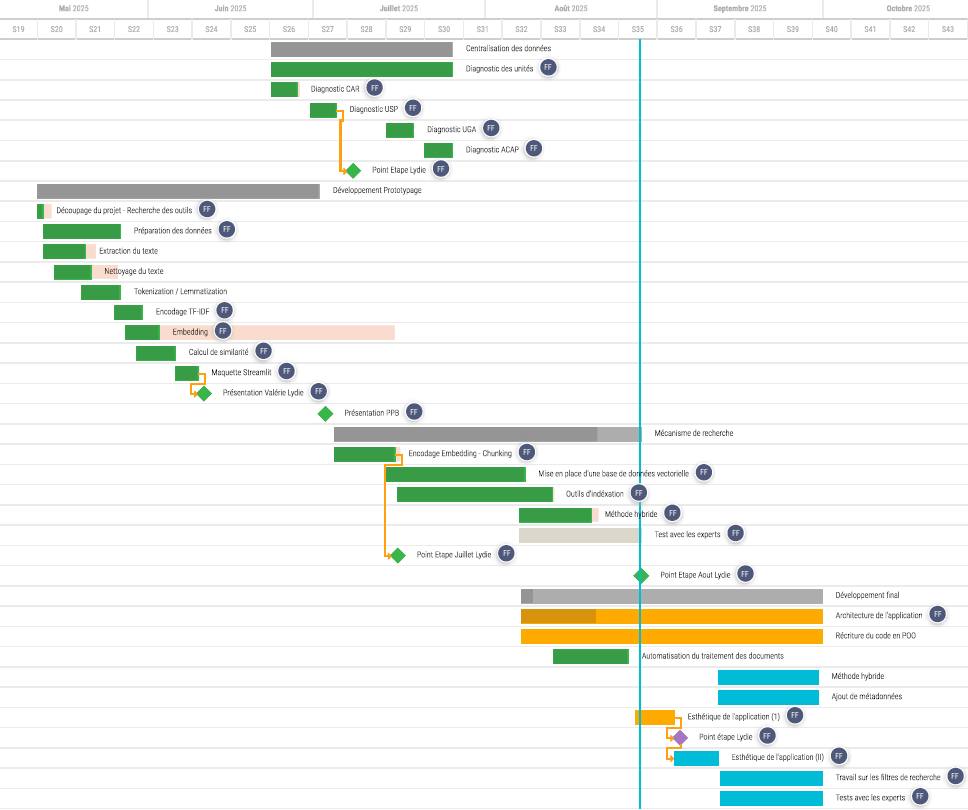 Mai 2025 Juin 2025 Juillet 2025 Août 2025 Septembre 2025 Octobre 2025
S19 S20 S21 S22 S23 S24 S25 S26 S27 S28 S29 S30 S31 S32 S33 S34 S35 S36 S37 S38 S39 S40 S41 S42 S43
Centralisation des données
Diagnostic des unités FF
Diagnostic CAR FF
Diagnostic USP FF
Diagnostic UGA FF
Diagnostic ACAP FF
Point Etape Lydie FF
Développement Prototypage
Découpage du projet - Recherche des outils FF
Préparation des données FF
Extraction du texte
Nettoyage du texte
Tokenization / Lemmatization
Encodage TF-IDF FF
Embedding FF
Calcul de similarité FF
Maquette Streamlit FF
Présentation Valérie Lydie FF
Présentation PPB FF
Mécanisme de recherche
Encodage Embedding - Chunking FF
Mise en place d'une base de données vectorielle FF
Outils d'indéxation FF
Méthode hybride FF
Test avec les experts FF
Point Etape Juillet Lydie FF
Point Etape Aout Lydie FF
Développement final
Architecture de l'application FF
Récriture du code en POO
Automatisation du traitement des documents
Méthode hybride
Ajout de métadonnées
Esthétique de l'application (1) FF
Point étape Lydie FF
Esthétique de l'application (II) FF
Travail sur les filtres de recherche FF
Tests avec les experts FF